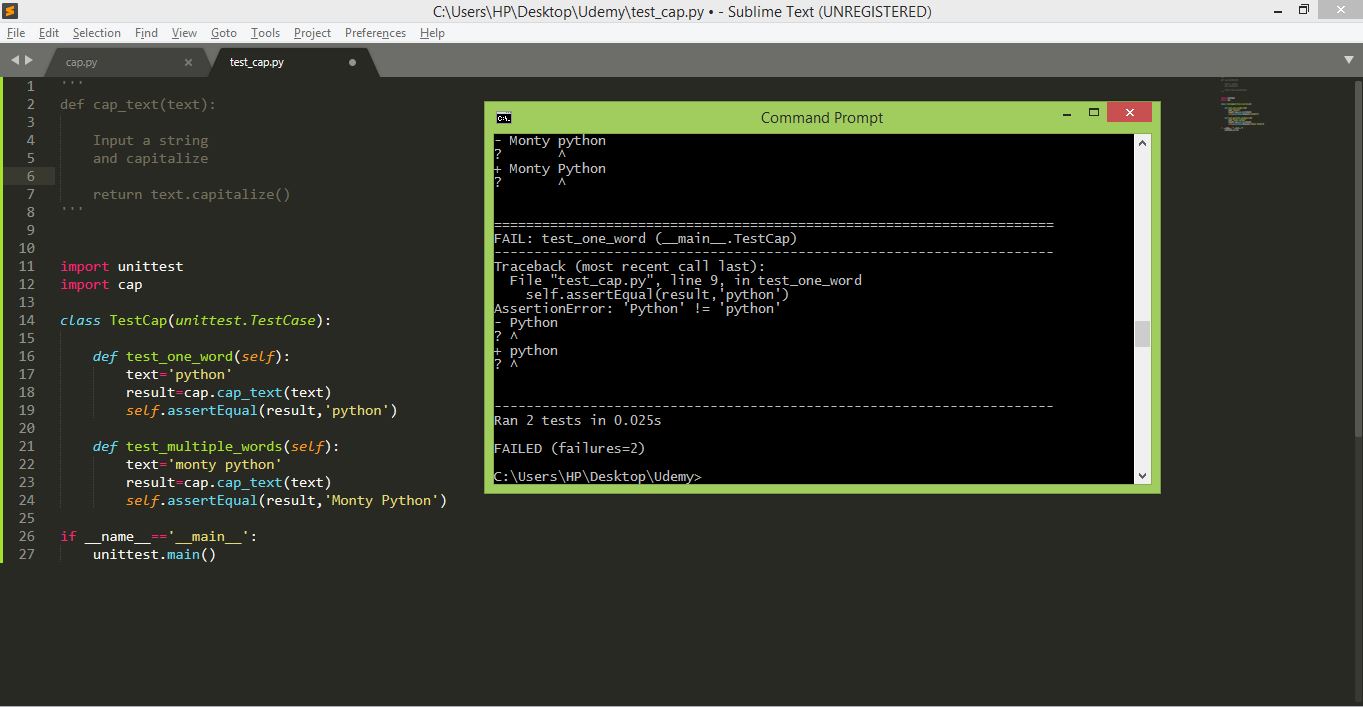 C:\Users\HP\Desktop\Udemy\test_cap.py • - Sublime Text (UNREGISTERED)
File Edit Selection Find View Goto Tools Project Preferences Help
cap.py
test_cap.py
1 '''
2 def cap_text(text):
3
4 Input a string
5 and capitalize
6
7 return text.capitalize()
8 '''
9
10
11 import unittest
12 import cap
13
14 class TestCap(unittest.TestCase):
15
16 def test_one_word(self):
17 text='python'
18 result=cap.cap_text(text)
19 self.assertEqual(result,'python')
20
21 def test_multiple_words(self):
22 text='monty python'
23 result=cap.cap_text(text)
24 self.assertEqual(result,'Monty Python')
25
26 if __name__=='__main__':
27 unittest.main()
C:\.
Command Prompt
- Monty python
? ^
+ Monty Python
? ^
======================================================================
FAIL: test_one_word (__main__.TestCap)
----------------------------------------------------------------------
Traceback (most recent call last):
File "test_cap.py", line 9, in test_one_word
self.assertEqual(result,'python')
AssertionError: 'Python' != 'python'
- Python
? ^
+ python
? ^
----------------------------------------------------------------------
Ran 2 tests in 0.025s
FAILED (failures=2)
C:\Users\HP\Desktop\Udemy>